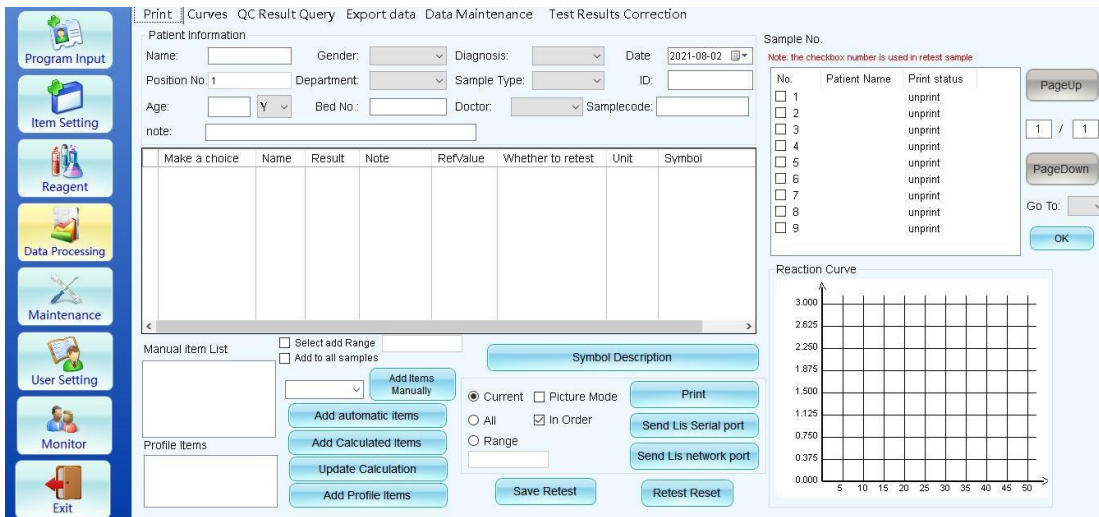 Program Input
Item Setting
Reagent
Data Processing
Maintenance
User Setting
Monitor
Exit
Print Curves QC Result Query Export data Data Maintenance Test Results Correction
Patient Information
Name: Gender: Diagnosis: Date 2021-08-02
Position No. 1 Department: Sample Type: ID:
Age: Y Bed No.: Doctor: Samplecode:
note:
Make a choice Name Result Note RefValue Whether to retest Unit Symbol
Manual item List
Select add Range
Add to all samples
Add Items Manually
Add automatic items
Add Calculated Items
Update Calculation
Add Profile Items
Profile Items
Symbol Description
Current Picture Mode Print
All In Order Send Lis Serial port
Range Send Lis network port
Save Retest Retest Reset
Sample No.
Note: the checkbox number is used in retest sample
No. Patient Name Print status
1 unprint
2 unprint
3 unprint
4 unprint
5 unprint
6 unprint
7 unprint
8 unprint
9 unprint
PageUp
1 / 1
PageDown
Go To:
OK
Reaction Curve
3.000
2.625
2.250
1.875
1.500
1.125
0.750
0.375
0.000
5 10 15 20 25 30 35 40 45 50